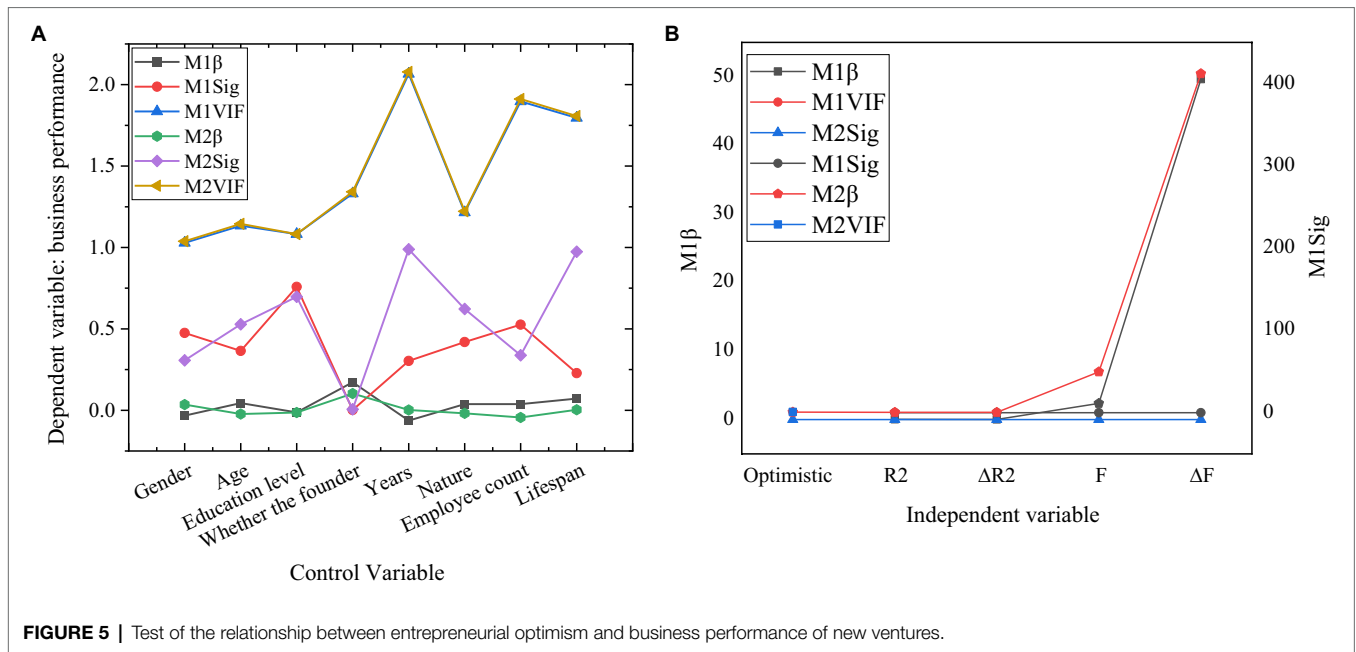 A
M1β
M1Sig
M1VIF
M2β
M2Sig
M2VIF
2.0
1.5
1.0
0.5
0.0
Dependent variable: business performance
Gender
Age
Education level
Whether the founder
Years
Nature
Employee count
Lifespan
Control Variable
B
M1β
M1VIF
M2Sig
M1Sig
M2β
M2VIF
50
40
30
20
10
0
M1β
400
300
200
100
0
M1Sig
Optimistic
R2
ΔR2
F
ΔF
Independent variable
FIGURE 5 | Test of the relationship between entrepreneurial optimism and business performance of new ventures.